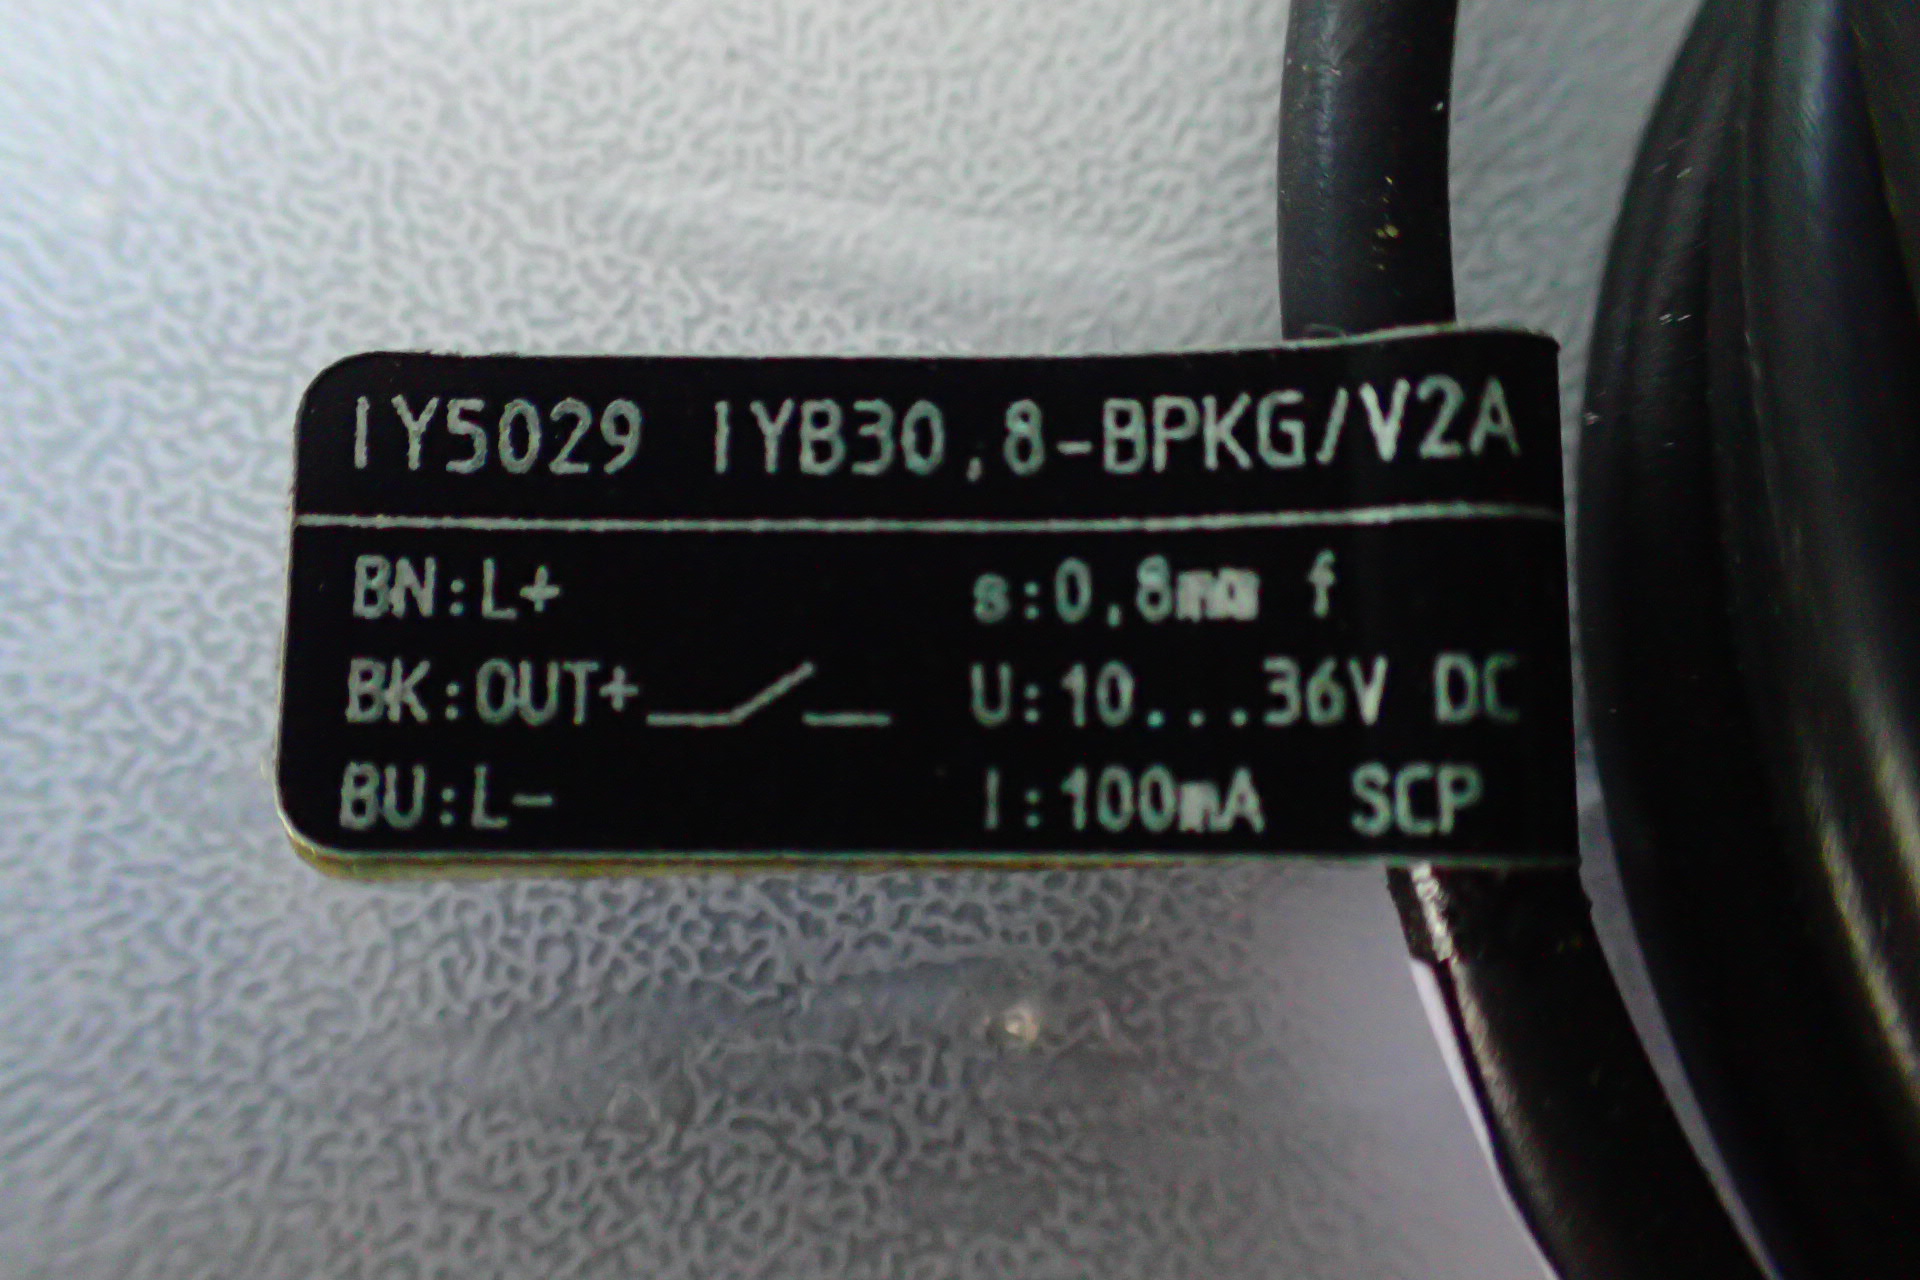 IY5029 IYB30,8-BPKG/V2A
BN:L+ s:0,8mm f
BK:OUT+ U:10...36V DC
BU:L- I:100mA SCP